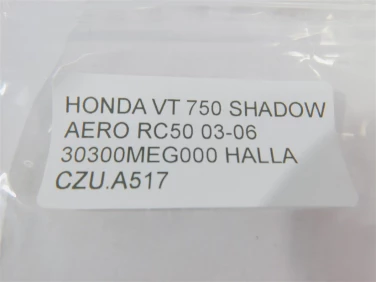 HONDA VT 750 SHADOW
AERO RC50 03-06
30300MEG000 HALLA
CZU.A517